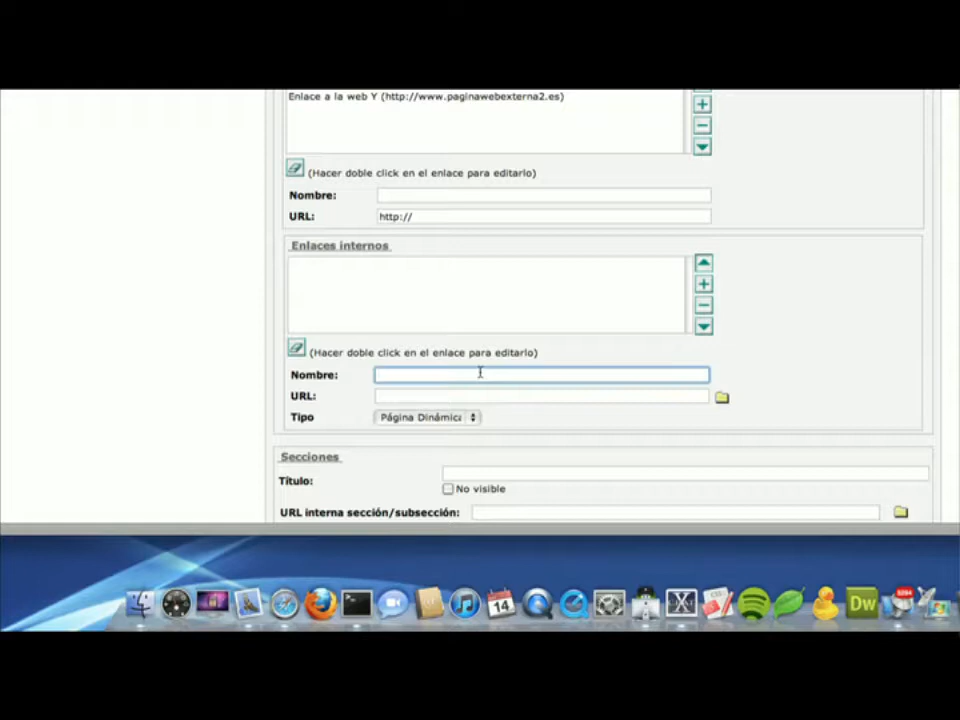 Enlace a la web Y (http://www.paginawebexterna2.es)
(Hacer doble click en el enlace para editarlo)
Nombre:
URL: http://
Enlaces internos
(Hacer doble click en el enlace para editarlo)
Nombre:
URL:
Tipo Página Dinámica
Secciones
Título:
No visible
URL interna sección/subsección:
14
Dw